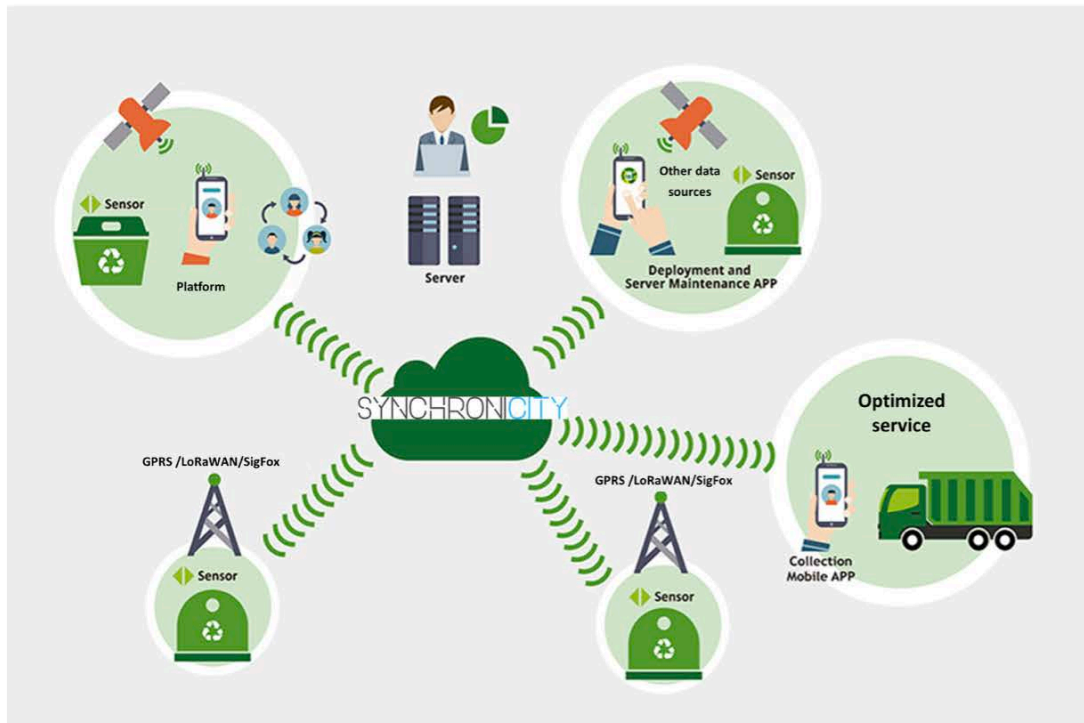 Sensor
Platform
Server
Other data
sources
Sensor
Deployment and
Server Maintenance APP
SYNCHRONICITY
Optimized
service
Collection
Mobile APP
GPRS /LoRaWAN/SigFox
Sensor
GPRS /LoRaWAN/SigFox
Sensor